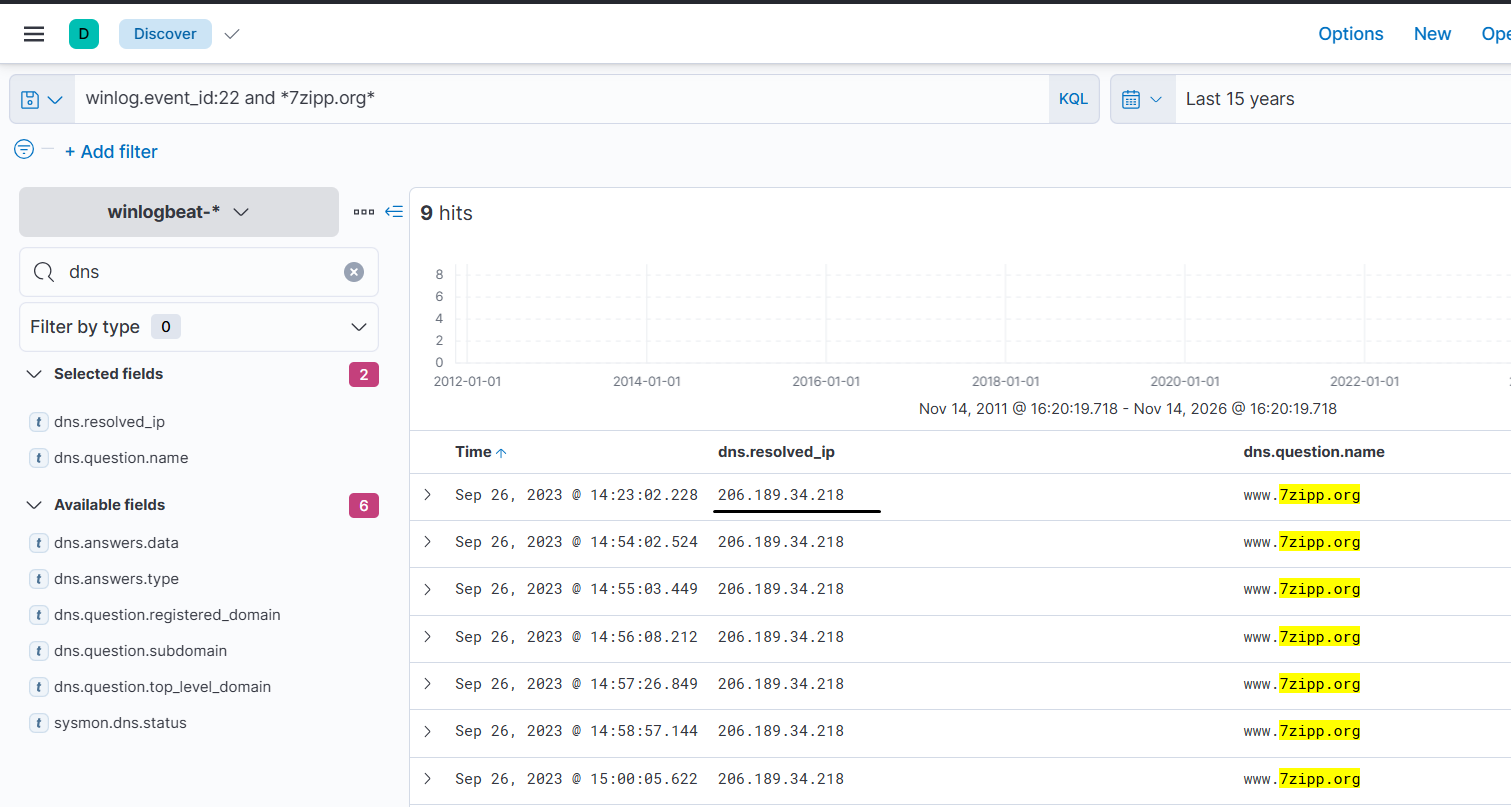 D Discover Options New Ope
winlog.event_id:22 and *7zipp.org* KQL Last 15 years
+ Add filter
winlogbeat-*
9 hits
dns
Filter by type 0
Selected fields 2
dns.resolved_ip
dns.question.name
Available fields 6
dns.answers.data
dns.answers.type
dns.question.registered_domain
dns.question.subdomain
dns.question.top_level_domain
sysmon.dns.status
8
6
4
2
0
2012-01-01 2014-01-01 2016-01-01 2018-01-01 2020-01-01 2022-01-01
Nov 14, 2011 @ 16:20:19.718 - Nov 14, 2026 @ 16:20:19.718
Time dns.resolved_ip dns.question.name
Sep 26, 2023 @ 14:23:02.228 206.189.34.218 www.7zipp.org
Sep 26, 2023 @ 14:54:02.524 206.189.34.218 www.7zipp.org
Sep 26, 2023 @ 14:55:03.449 206.189.34.218 www.7zipp.org
Sep 26, 2023 @ 14:56:08.212 206.189.34.218 www.7zipp.org
Sep 26, 2023 @ 14:57:26.849 206.189.34.218 www.7zipp.org
Sep 26, 2023 @ 14:58:57.144 206.189.34.218 www.7zipp.org
Sep 26, 2023 @ 15:00:05.622 206.189.34.218 www.7zipp.org